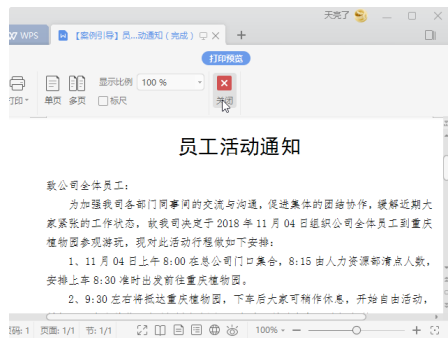 天亮了
WPS
【案例引导】员...动通知（完成）
打印预览
打印
单页
多页
显示比例
100 %
标尺
关闭
员工活动通知
致公司全体员工：
为加强我司各部门同事间的交流与沟通，促进集体的团结协作，缓解近期大
家紧张的工作状态，故我司决定于 2018 年 11 月 04 日组织公司全体员工到重庆
植物园参观游玩，现对此活动行程做如下安排：
1、11 月 04 日上午 8:00 在总公司门口集合，8:15 由人力资源部清点人数，
安排上车 8:30 准时出发前往重庆植物园。
2、9:30 左右将抵达重庆植物园，下车后大家可稍作休息，开始自由活动，
页码: 1 页面: 1/1 节: 1/1 100%